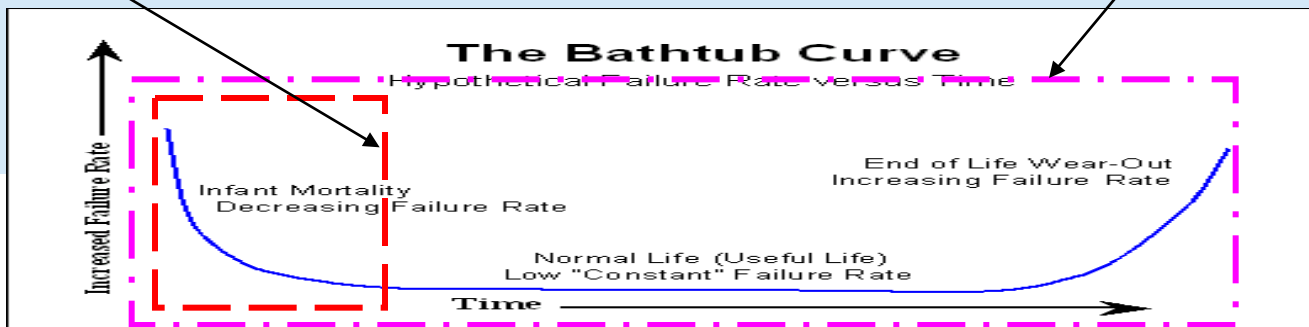 The Bathtub Curve
Hypothetical Failure Rate versus Time
Increased Failure Rate
Infant Mortality
Decreasing Failure Rate
End of Life Wear-Out
Increasing Failure Rate
Normal Life (Useful Life)
Low "Constant" Failure Rate
Time